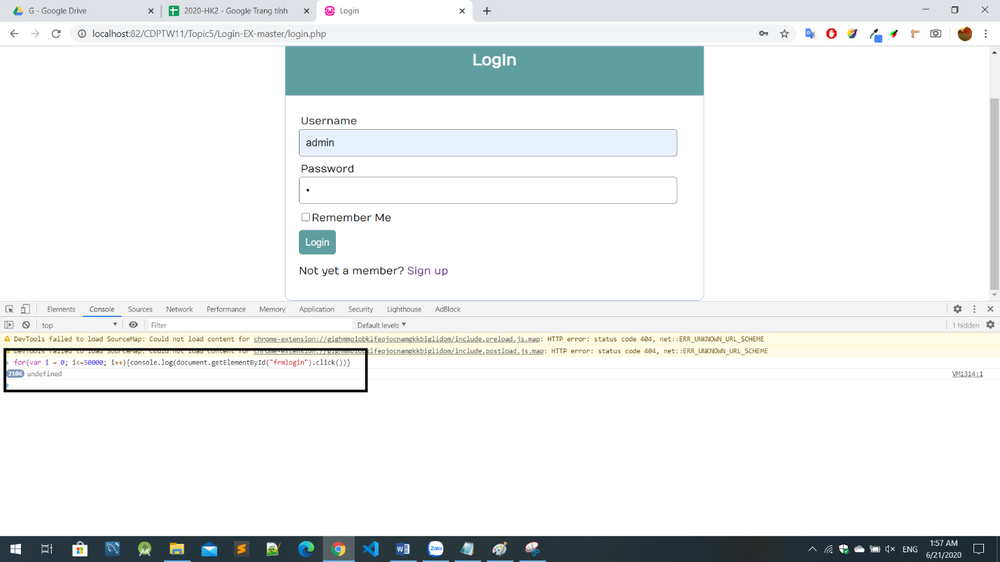 G - Google Drive
2020-HK2 - Google Trang tính
Login
localhost:82/CDPTW11/Topic5/Login-EX-master/login.php
Login
Username
admin
Password
Remember Me
Login
Not yet a member? Sign up
Elements Console Sources Network Performance Memory Application Security Lighthouse AdBlock
top Filter Default levels 1 hidden
DevTools failed to load SourceMap: Could not load content for chrome-extension://gighmmpiobklfepjocnamgkkbiglidom/include.preload.js.map: HTTP error: status code 404, net::ERR_UNKNOWN_URL_SCHEME
DevTools failed to load SourceMap: Could not load content for chrome-extension://gighmmpiobklfepjocnamgkkbiglidom/include.postload.js.map: HTTP error: status code 404, net::ERR_UNKNOWN_URL_SCHEME
for(var i = 0; i<=50000; i++){console.log(document.getElementById("frmlogin").click())}
2106 undefined VM1314:1
Zalo
ENG
1:57 AM
6/21/2020